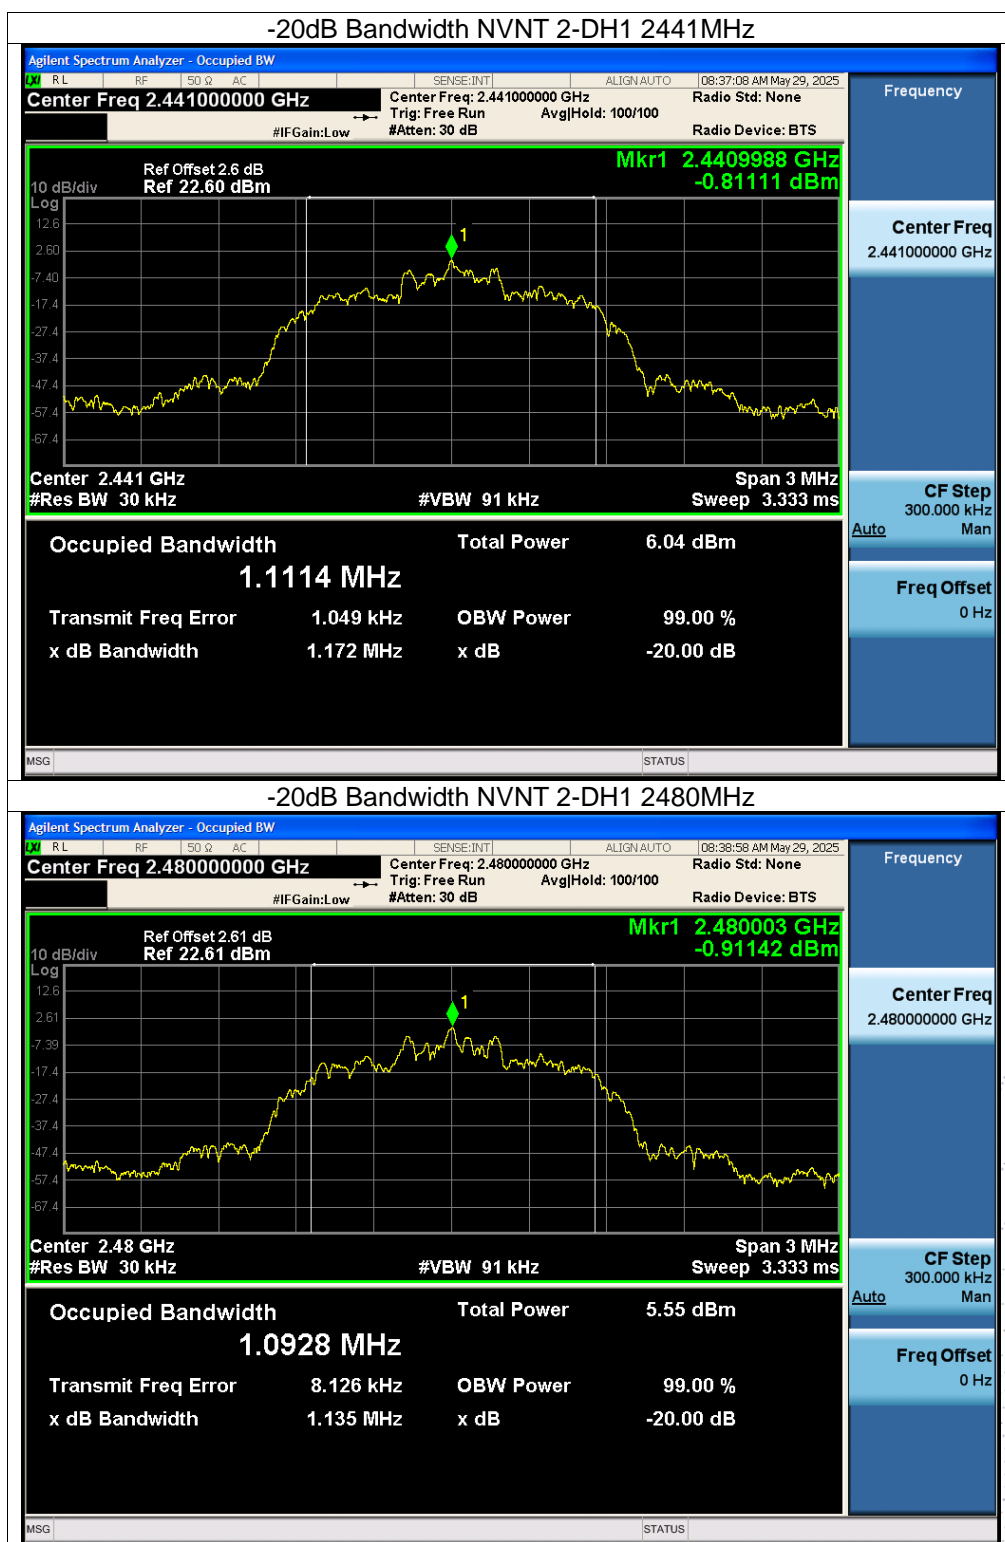 -20dB Bandwidth NVNT 2-DH1 2441MHz
Agilent Spectrum Analyzer - Occupied BW
LXI RL RF 50 Ω AC SENSE:INT ALIGN AUTO 08:37:08 AM May 29, 2025
Center Freq 2.441000000 GHz
Center Freq: 2.441000000 GHz Radio Std: None
Trig: Free Run Avg|Hold: 100/100
#IFGain:Low #Atten: 30 dB Radio Device: BTS
Frequency
Mkr1 2.4409988 GHz
-0.81111 dBm
Ref Offset 2.6 dB
10 dB/div Ref 22.60 dBm
Log
12.6
2.60
-7.40
-17.4
-27.4
-37.4
-47.4
-57.4
-67.4
1
Center 2.441 GHz Span 3 MHz
#Res BW 30 kHz #VBW 91 kHz Sweep 3.333 ms
Center Freq
2.441000000 GHz
CF Step
300.000 kHz
Auto Man
Freq Offset
0 Hz
Occupied Bandwidth Total Power 6.04 dBm
1.1114 MHz
Transmit Freq Error 1.049 kHz OBW Power 99.00 %
x dB Bandwidth 1.172 MHz x dB -20.00 dB
MSG STATUS
-20dB Bandwidth NVNT 2-DH1 2480MHz
Agilent Spectrum Analyzer - Occupied BW
LXI RL RF 50 Ω AC SENSE:INT ALIGN AUTO 08:38:58 AM May 29, 2025
Center Freq 2.480000000 GHz
Center Freq: 2.480000000 GHz Radio Std: None
Trig: Free Run Avg|Hold: 100/100
#IFGain:Low #Atten: 30 dB Radio Device: BTS
Frequency
Mkr1 2.480003 GHz
-0.91142 dBm
Ref Offset 2.61 dB
10 dB/div Ref 22.61 dBm
Log
12.6
2.61
-7.39
-17.4
-27.4
-37.4
-47.4
-57.4
-67.4
1
Center 2.48 GHz Span 3 MHz
#Res BW 30 kHz #VBW 91 kHz Sweep 3.333 ms
Center Freq
2.480000000 GHz
CF Step
300.000 kHz
Auto Man
Freq Offset
0 Hz
Occupied Bandwidth Total Power 5.55 dBm
1.0928 MHz
Transmit Freq Error 8.126 kHz OBW Power 99.00 %
x dB Bandwidth 1.135 MHz x dB -20.00 dB
MSG STATUS